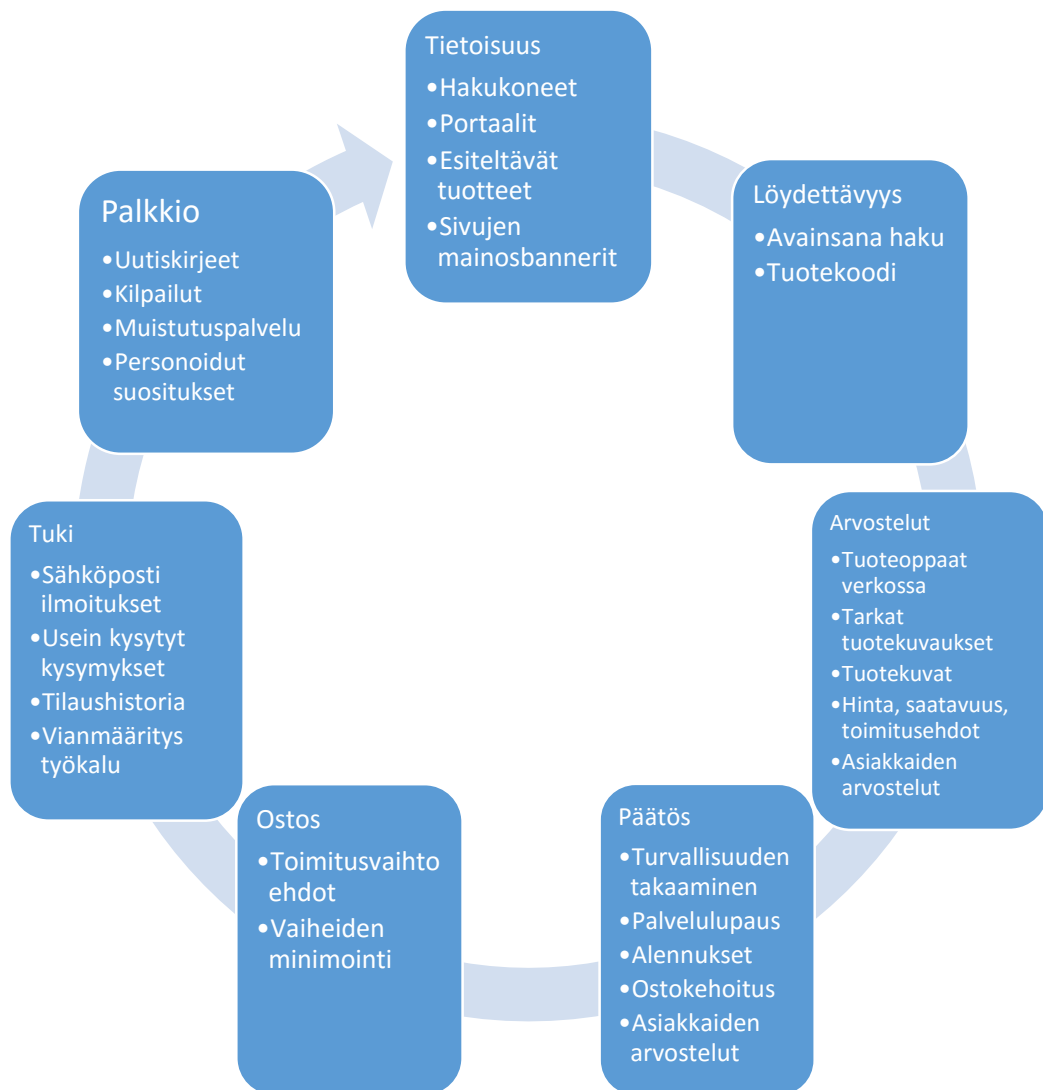 Tietoisuus
•Hakukoneet
•Portaalit
•Esiteltävät
tuotteet
•Sivujen
mainosbannerit
Löydettävyys
•Avainsana haku
•Tuotekoodi
Arvostelut
•Tuoteoppaat
verkossa
•Tarkat
tuotekuvaukset
•Tuotekuvat
•Hinta, saatavuus,
toimitusehdot
•Asiakkaiden
arvostelut
Päätös
•Turvallisuuden
takaaminen
•Palvelulupaus
•Alennukset
•Ostokehoitus
•Asiakkaiden
arvostelut
Ostos
•Toimitusvaihto
ehdot
•Vaiheiden
minimointi
Tuki
•Sähköposti
ilmoitukset
•Usein kysytyt
kysymykset
•Tilaushistoria
•Vianmääritys
työkalu
Palkkio
•Uutiskirjeet
•Kilpailut
•Muistutuspalvelu
•Personoidut
suositukset